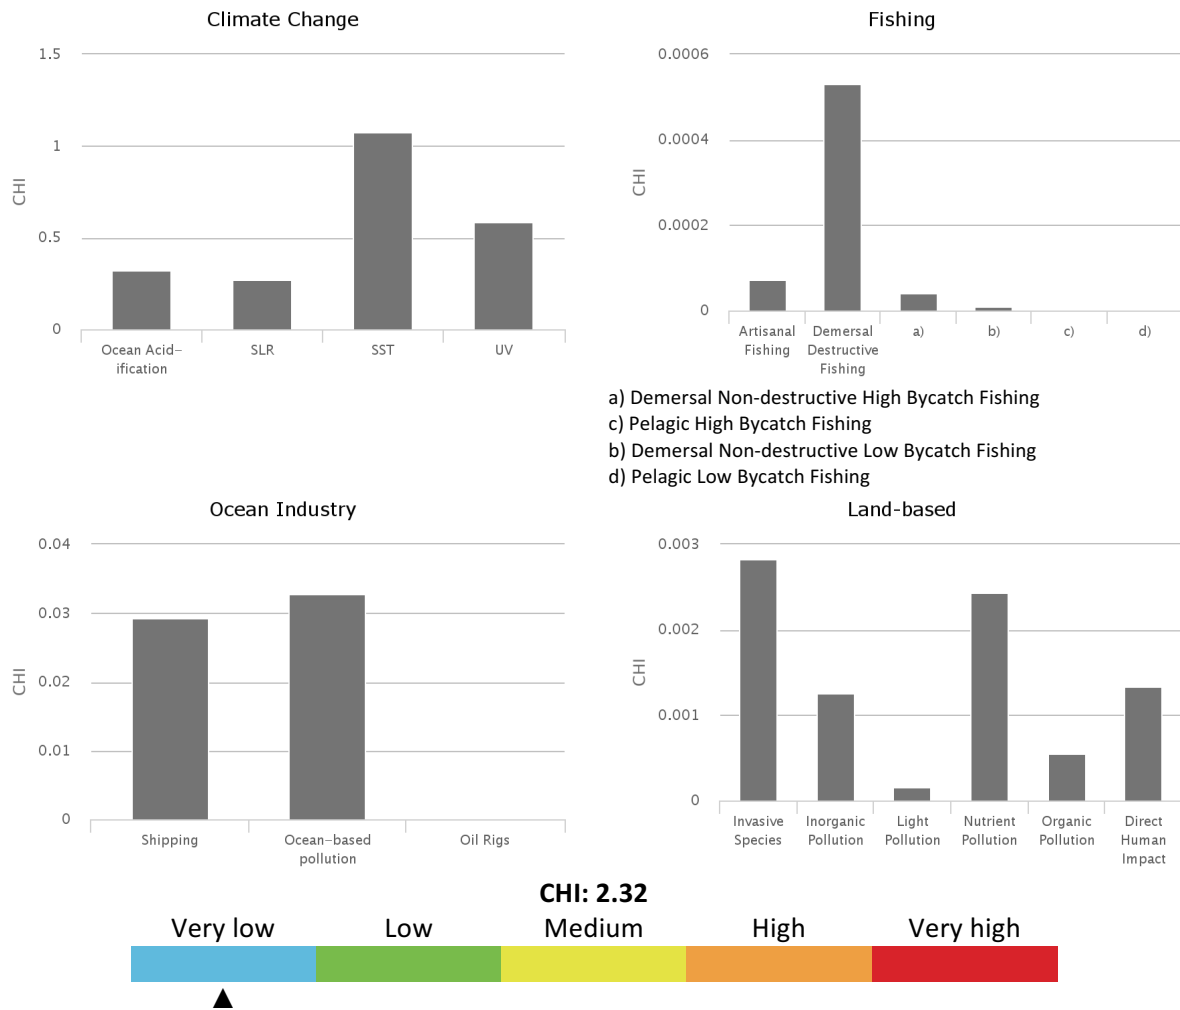 Climate Change
1.5
1
0.5
0
CHI
Ocean Acid–
ification
SLR
SST
UV
Fishing
0.0006
0.0004
0.0002
0
CHI
Artisanal
Fishing
Demersal
Destructive
Fishing
a)
b)
c)
d)
a) Demersal Non-destructive High Bycatch Fishing
c) Pelagic High Bycatch Fishing
b) Demersal Non-destructive Low Bycatch Fishing
d) Pelagic Low Bycatch Fishing
Ocean Industry
0.04
0.03
0.02
0.01
0
CHI
Shipping
Ocean–based
pollution
Oil Rigs
Land-based
0.003
0.002
0.001
0
CHI
Invasive
Species
Inorganic
Pollution
Light
Pollution
Nutrient
Pollution
Organic
Pollution
Direct
Human
Impact
CHI: 2.32
Very low
Low
Medium
High
Very high